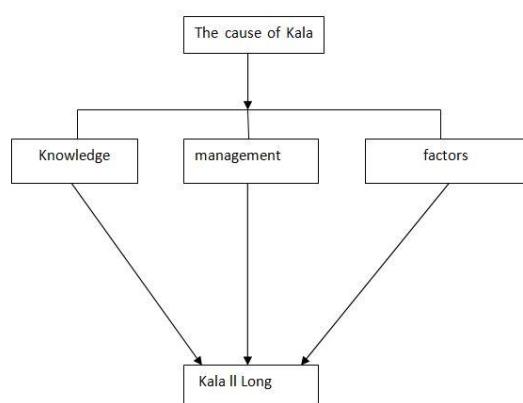 The cause of Kala
Knowledge
management
factors
Kala ll Long